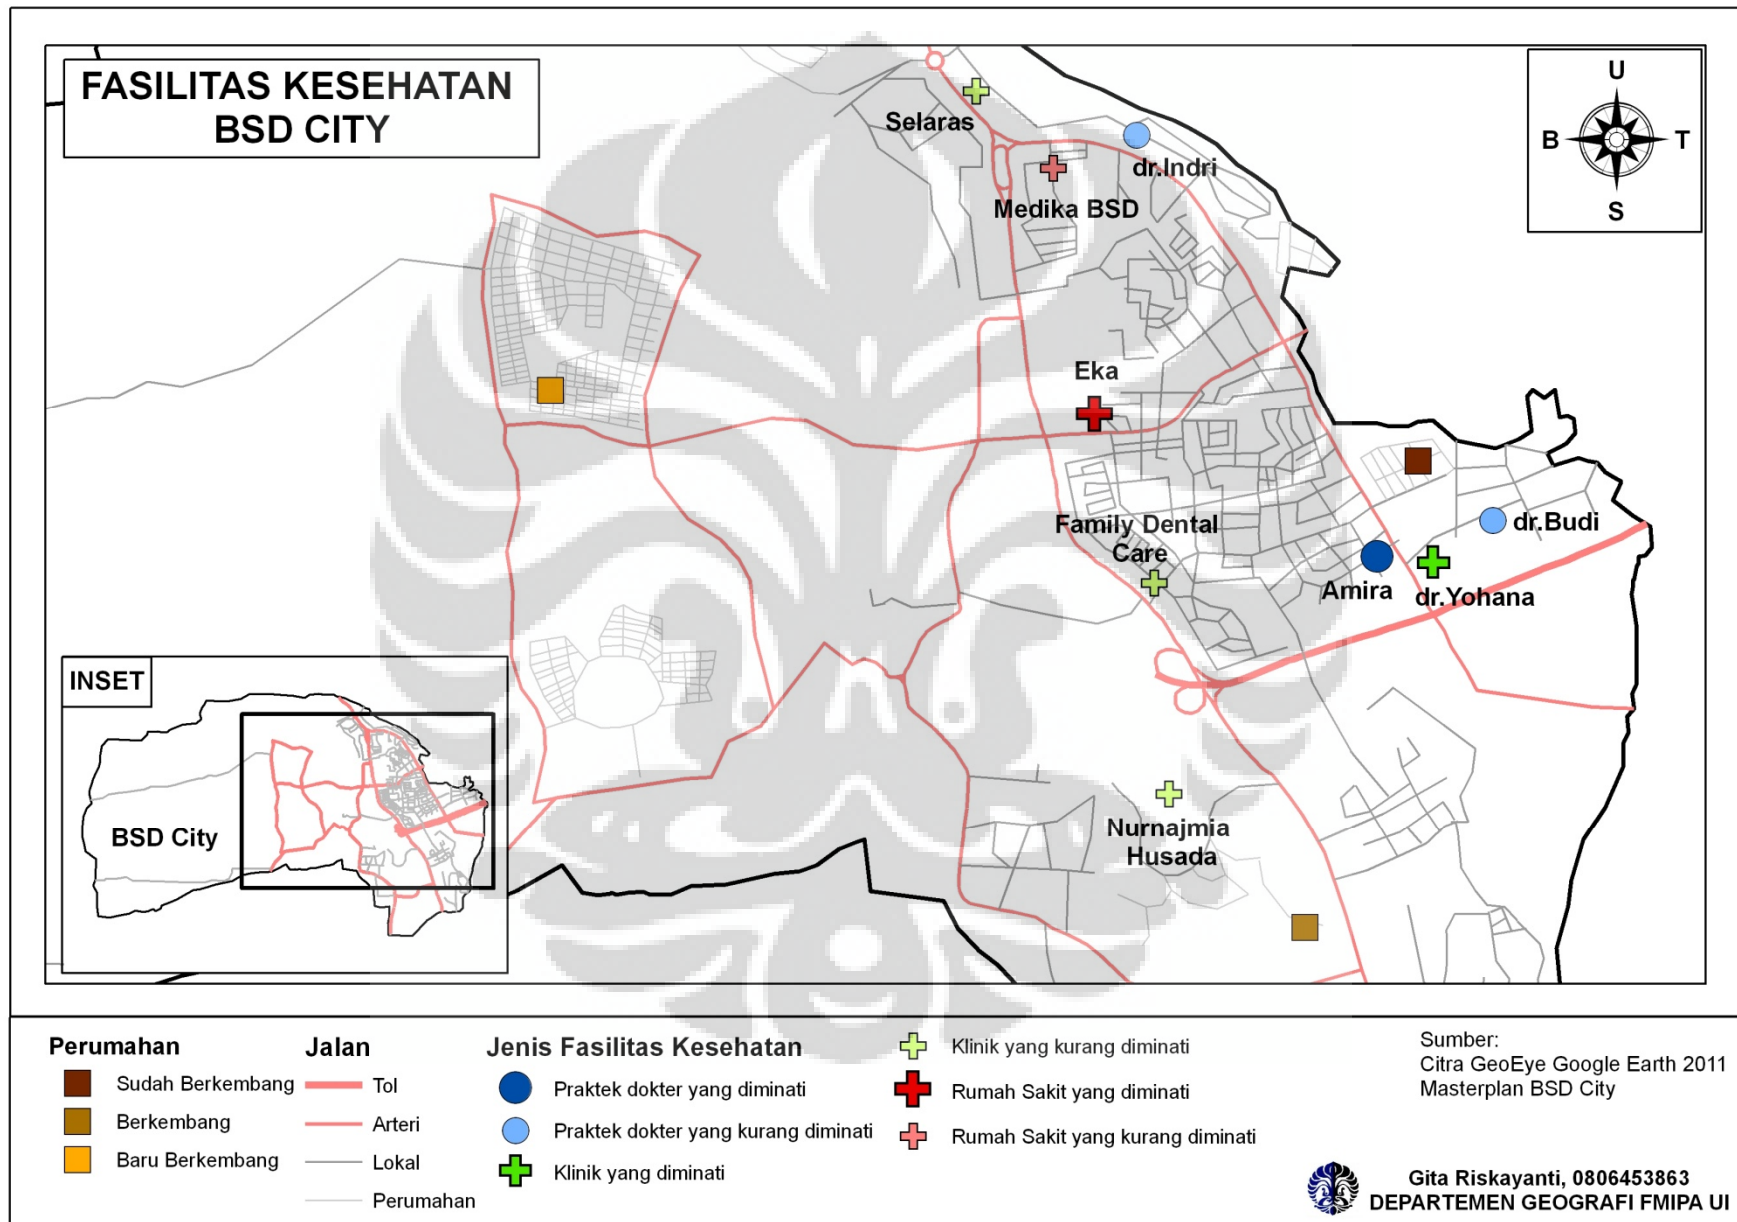 FASILITAS KESEHATAN
BSD CITY
U
B
T
S
Selaras
dr.Indri
Medika BSD
Eka
Family Dental
Care
dr.Budi
Amira
dr.Yohana
Nurnajmia
Husada
INSET
BSD City
Perumahan
Sudah Berkembang
Berkembang
Baru Berkembang
Jalan
Tol
Arteri
Lokal
Perumahan
Jenis Fasilitas Kesehatan
Praktek dokter yang diminati
Praktek dokter yang kurang diminati
Klinik yang diminati
Klinik yang kurang diminati
Rumah Sakit yang diminati
Rumah Sakit yang kurang diminati
Sumber:
Citra GeoEye Google Earth 2011
Masterplan BSD City
Gita Riskayanti, 0806453863
DEPARTEMEN GEOGRAFI FMIPA UI